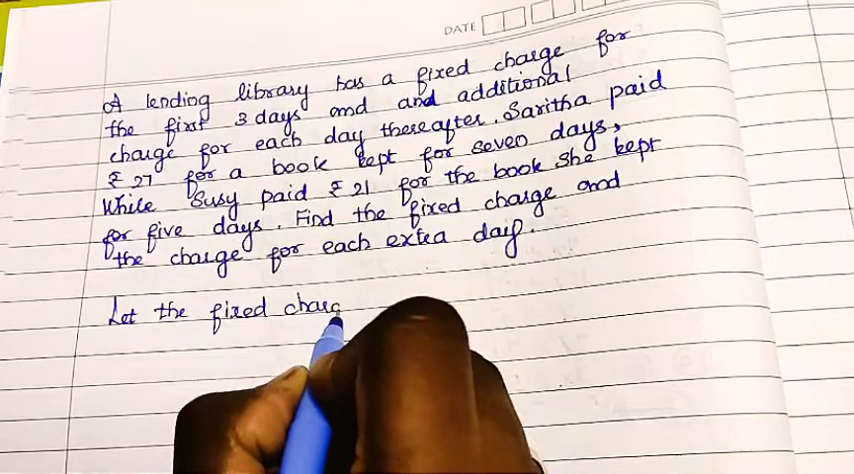 DATE
A lending library has a fixed charge for
the first 3 days and and additional
charge for each day thereafter. Saritha paid
₹ 27 for a book kept for seven days,
While Susy paid ₹ 21 for the book she kept
for five days. Find the fixed charge and
the charge for each extra day.
Let the fixed charg